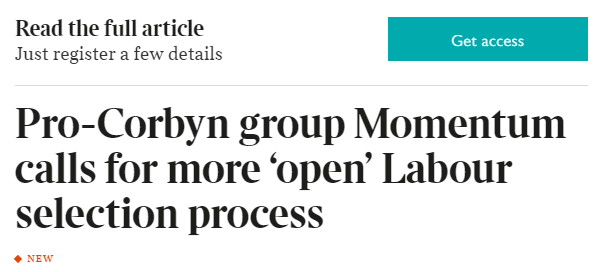 Read the full article
Just register a few details
Get access
Pro-Corbyn group Momentum
calls for more ‘open’ Labour
selection process
NEW